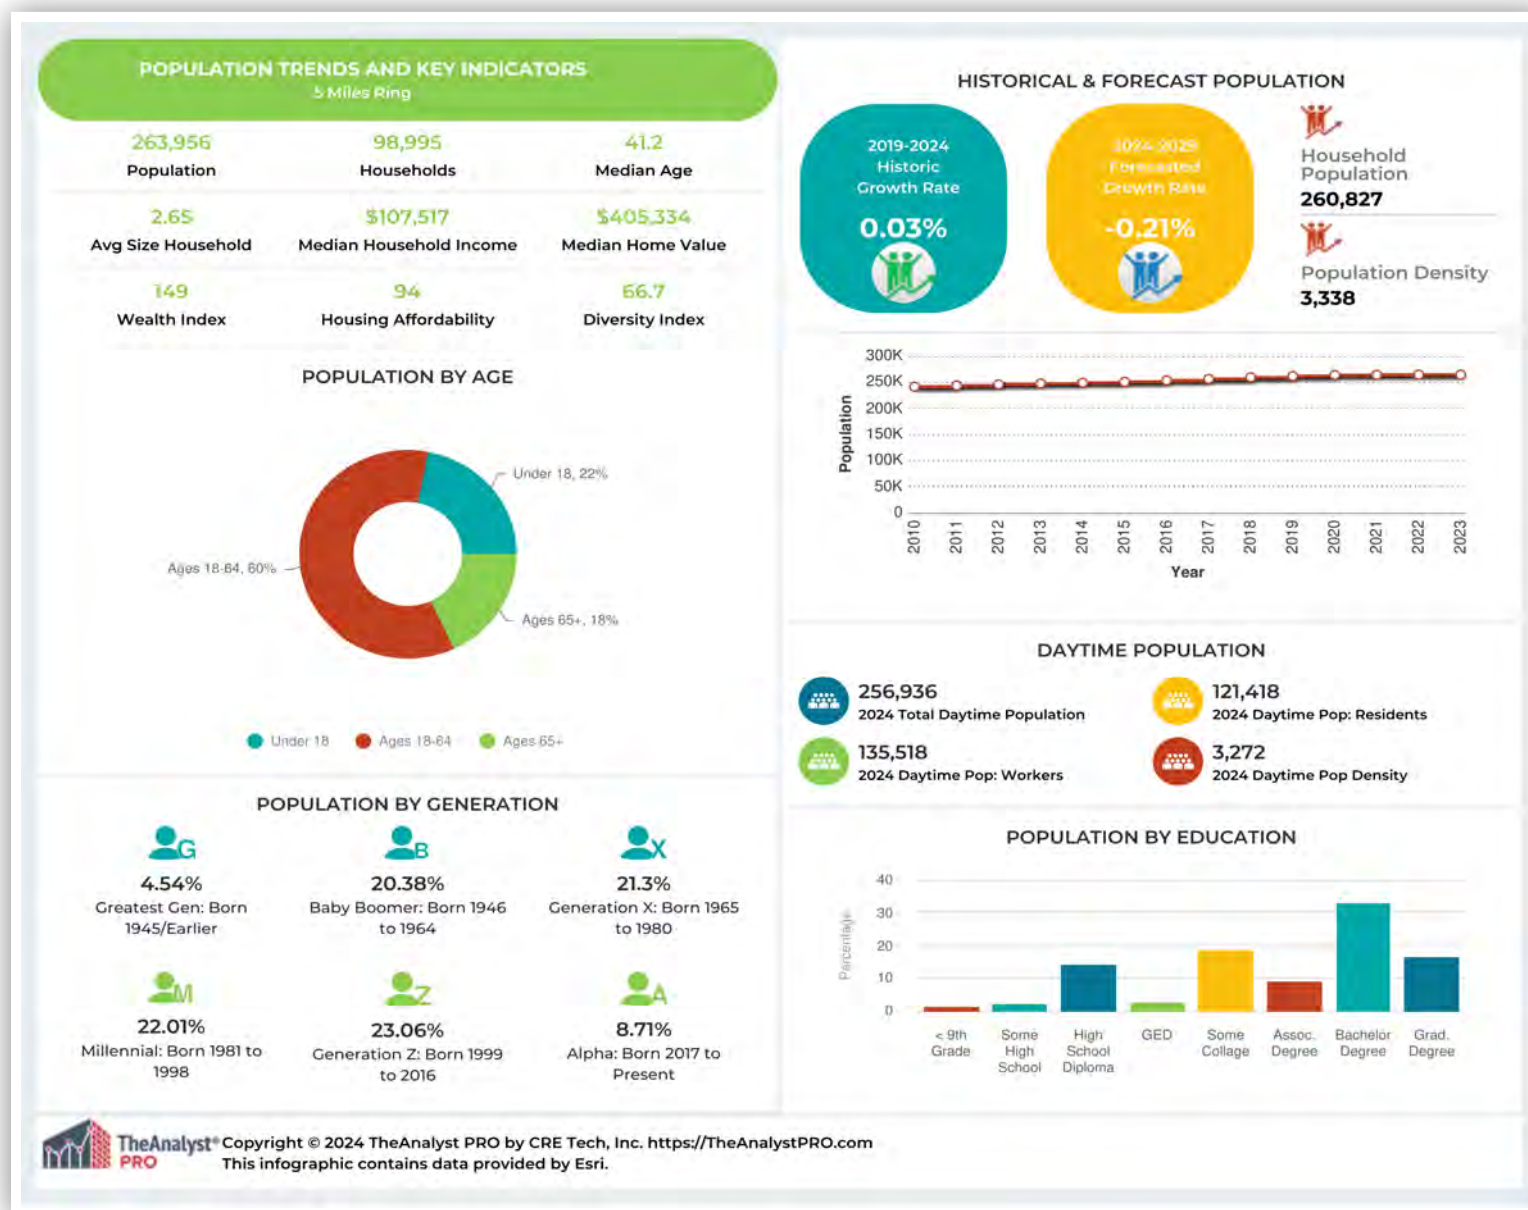 POPULATION TRENDS AND KEY INDICATORS
5 Miles Ring
263,956
Population
98,995
Households
41.2
Median Age
2.65
Avg Size Household
$107,517
Median Household Income
$405,334
Median Home Value
149
Wealth Index
94
Housing Affordability
66.7
Diversity Index
POPULATION BY AGE
Under 18, 22%
Ages 18-64, 60%
Ages 65+, 18%
Under 18
Ages 18-64
Ages 65+
POPULATION BY GENERATION
G
4.54%
Greatest Gen: Born
1945/Earlier
B
20.38%
Baby Boomer: Born 1946
to 1964
X
21.3%
Generation X: Born 1965
to 1980
M
22.01%
Millennial: Born 1981 to
1998
Z
23.06%
Generation Z: Born 1999
to 2016
A
8.71%
Alpha: Born 2017 to
Present
HISTORICAL & FORECAST POPULATION
2019-2024
Historic
Growth Rate
0.03%
2024-2029
Forecasted
Growth Rate
-0.21%
Household
Population
260,827
Population Density
3,338
300K
250K
200K
150K
100K
50K
0
Population
2010
2011
2012
2013
2014
2015
2016
2017
2018
2019
2020
2021
2022
2023
Year
DAYTIME POPULATION
256,936
2024 Total Daytime Population
121,418
2024 Daytime Pop: Residents
135,518
2024 Daytime Pop: Workers
3,272
2024 Daytime Pop Density
POPULATION BY EDUCATION
40
30
20
10
0
Percentage
< 9th
Grade
Some
High
School
High
School
Diploma
GED
Some
Collage
Assoc.
Degree
Bachelor
Degree
Grad.
Degree
TheAnalyst®
PRO
Copyright © 2024 TheAnalyst PRO by CRE Tech, Inc. https://TheAnalystPRO.com
This infographic contains data provided by Esri.